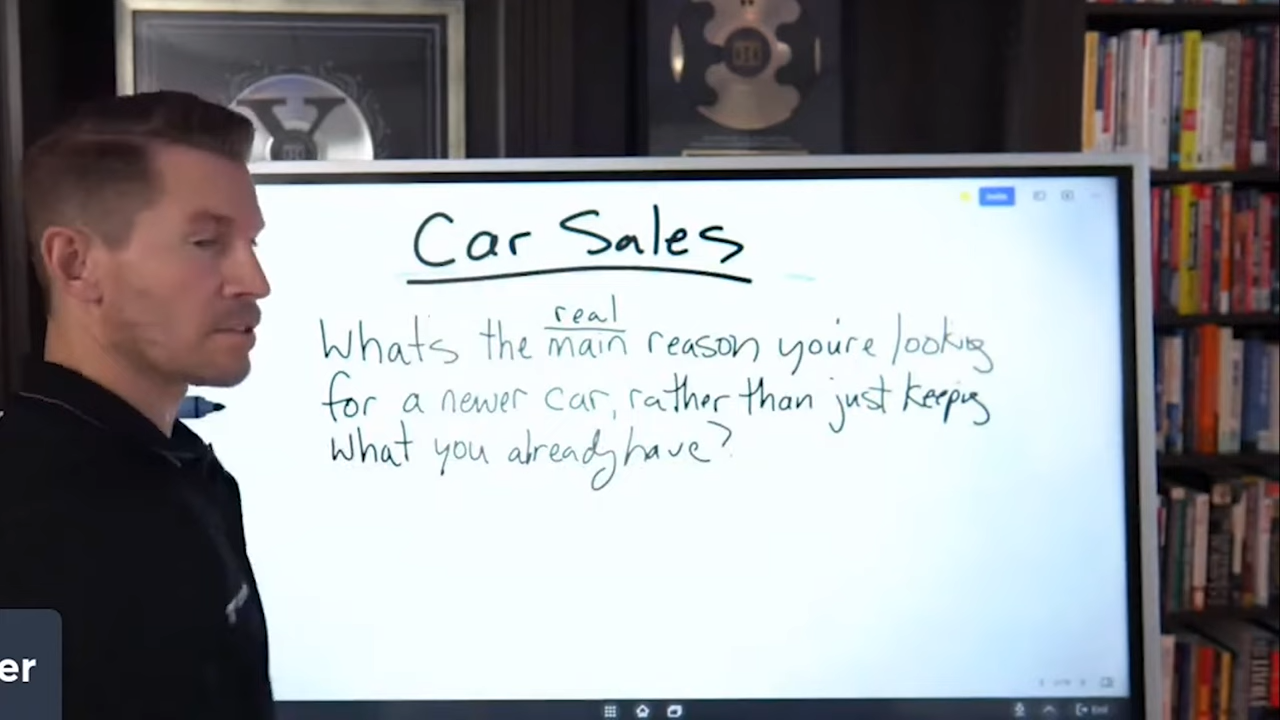 Car Sales
real
Whats the main reason you're looking
for a newer car, rather than just keeping
what you already have?
er